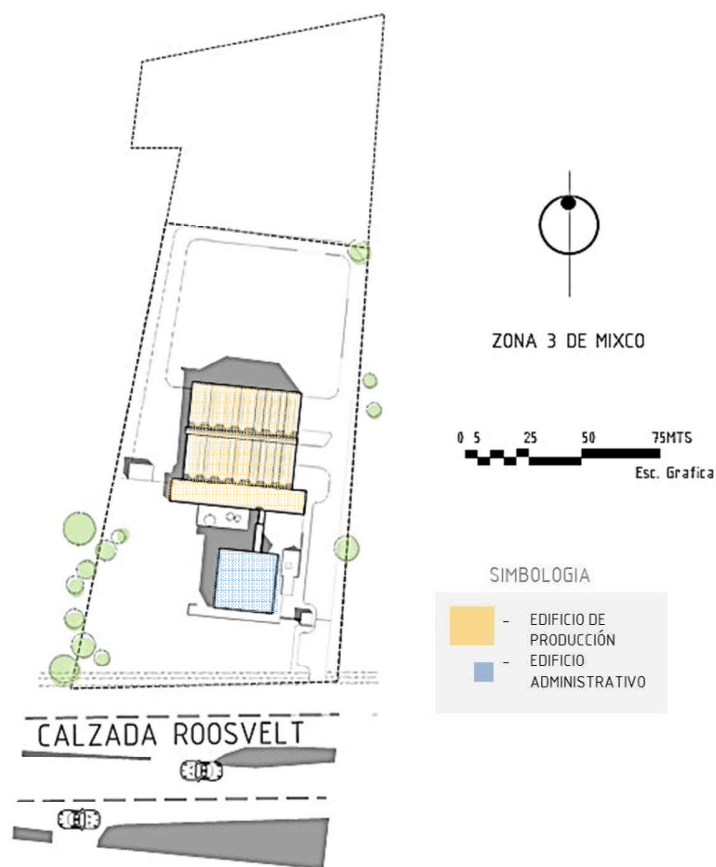 ZONA 3 DE MIXCO
0 5 25 50 75MTS
Esc. Grafica
SIMBOLOGIA
- EDIFICIO DE
PRODUCCIÓN
- EDIFICIO
ADMINISTRATIVO
CALZADA ROOSVELT